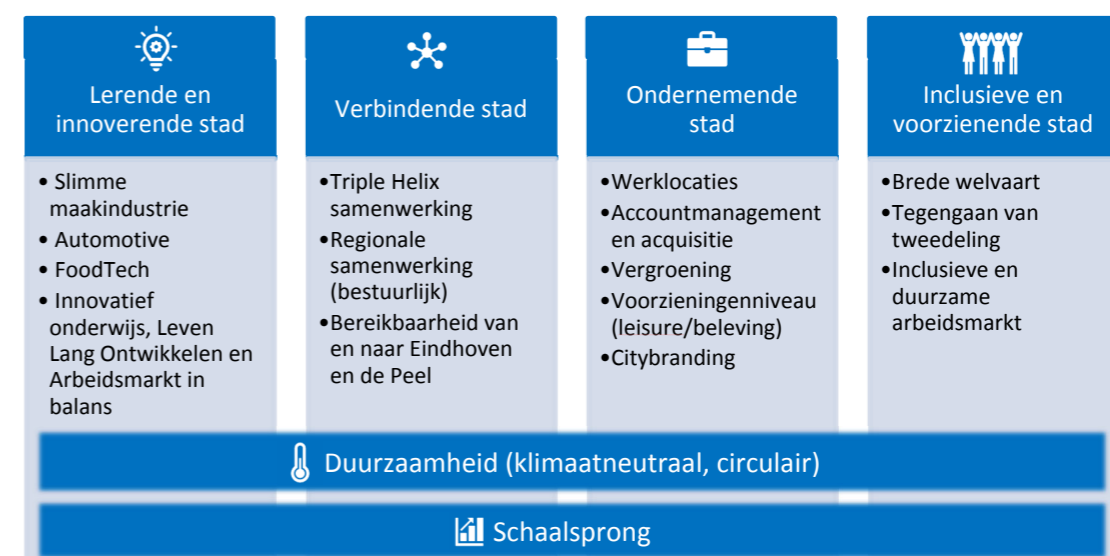 Lerende en
innoverende stad
• Slimme
maakindustrie
• Automotive
• FoodTech
• Innovatief
onderwijs, Leven
Lang Ontwikkelen en
Arbeidsmarkt in
balans
Verbindende stad
•Triple Helix
samenwerking
•Regionale
samenwerking
(bestuurlijk)
•Bereikbaarheid van
en naar Eindhoven
en de Peel
Ondernemende
stad
•Werklocaties
•Accountmanagement
en acquisitie
•Vergroening
•Voorzieningenniveau
(leisure/beleving)
•Citybranding
Inclusieve en
voorzienende stad
•Brede welvaart
•Tegengaan van
tweedeling
•Inclusieve en
duurzame
arbeidsmarkt
Duurzaamheid (klimaatneutraal, circulair)
Schaalsprong